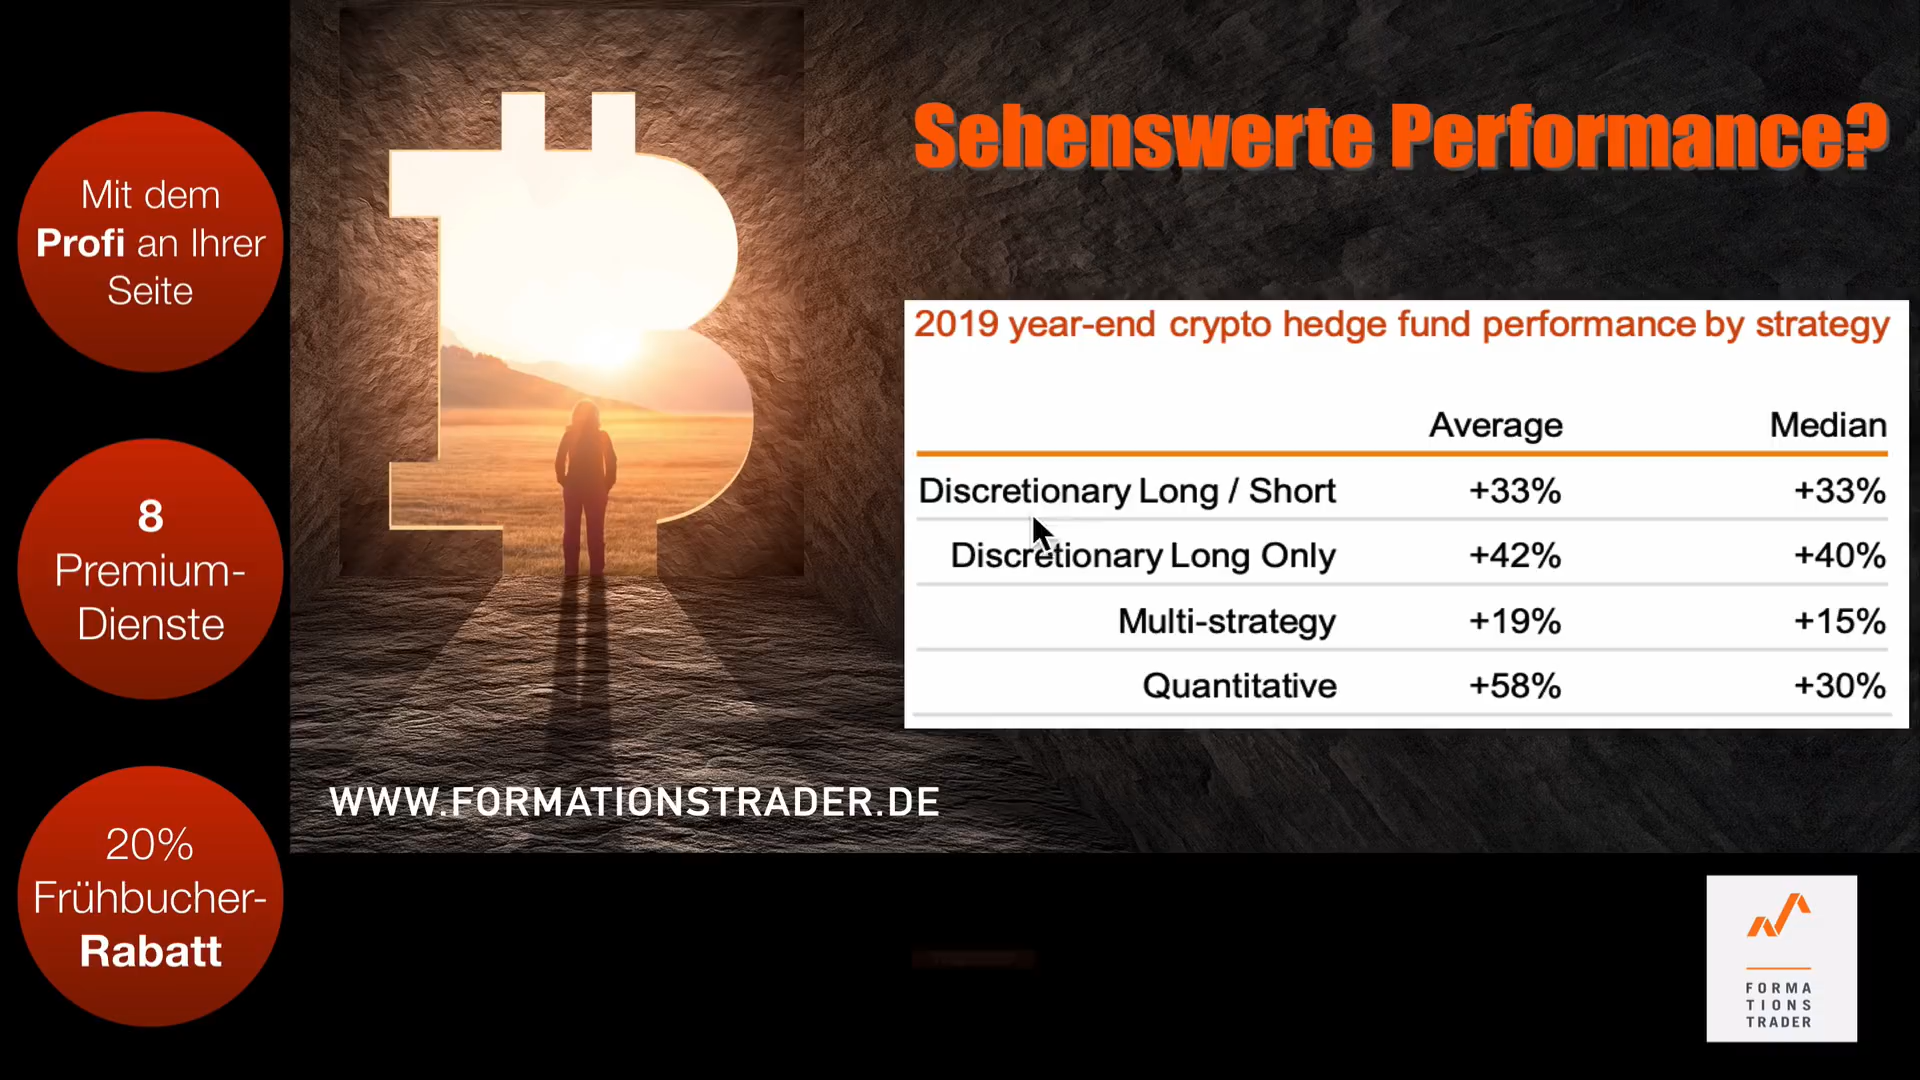 Mit dem
Profi an Ihrer
Seite
8
Premium-
Dienste
20%
Frühbucher-
Rabatt
Sehenswerte Performance?
2019 year-end crypto hedge fund performance by strategy
Average Median
Discretionary Long / Short +33% +33%
Discretionary Long Only +42% +40%
Multi-strategy +19% +15%
Quantitative +58% +30%
WWW.FORMATIONSTRADER.DE
FORMA
TIONS
TRADER